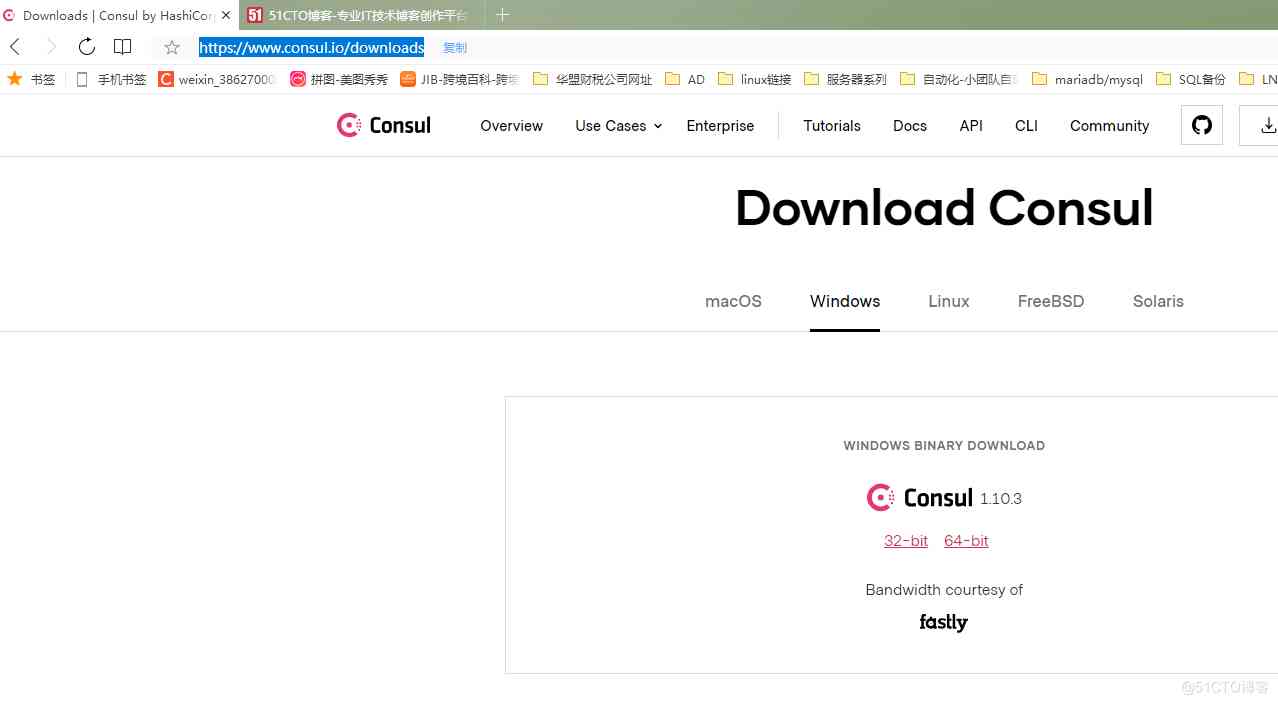 Downloads | Consul by HashiCor
51CTO博客-专业IT技术博客创作平台
https://www.consul.io/downloads 复制
书签 手机书签 weixin_38627000 拼图-美图秀秀 JIB-跨境百科-跨境 华盟财税公司网址 AD linux链接 服务器系列 自动化-小团队自 mariadb/mysql SQL备份 LN
Consul Overview Use Cases Enterprise Tutorials Docs API CLI Community
Download Consul
macOS Windows Linux FreeBSD Solaris
WINDOWS BINARY DOWNLOAD
Consul 1.10.3
32-bit 64-bit
Bandwidth courtesy of
fastly
@51CTO博客